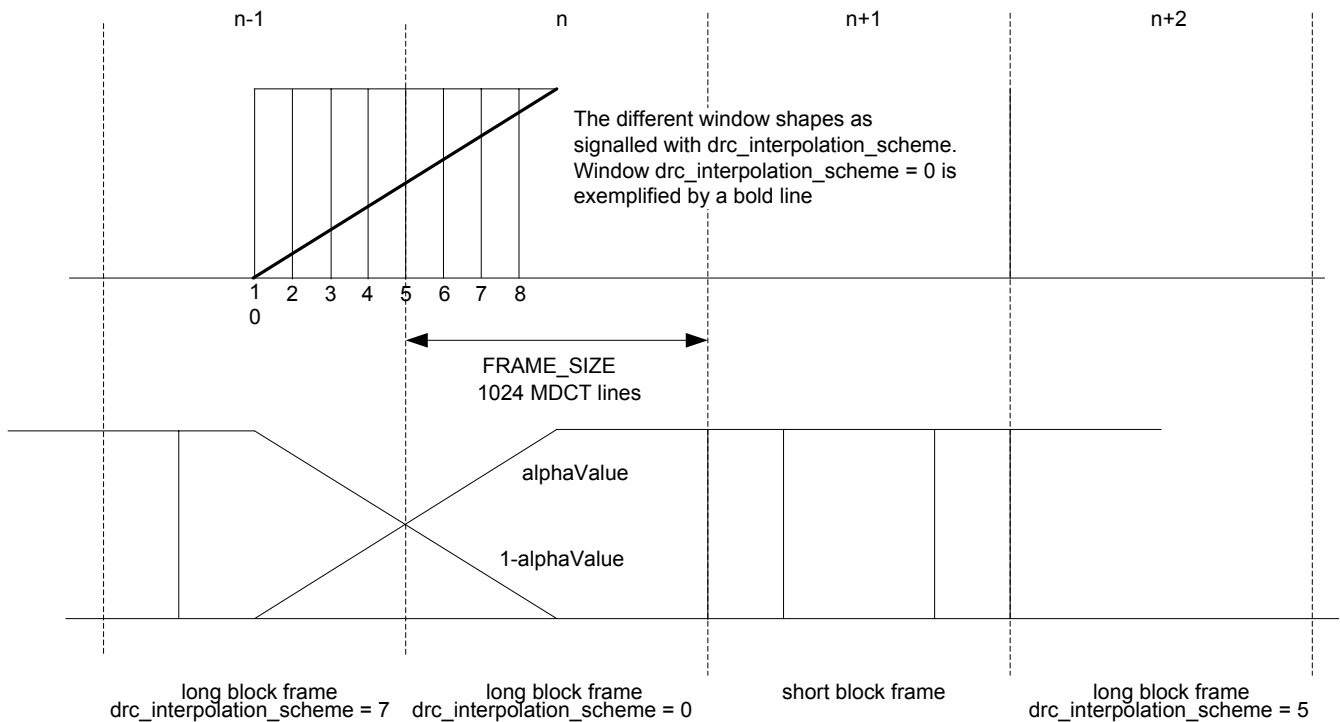 n-1
n
n+1
n+2
The different window shapes as
signalled with drc_interpolation_scheme.
Window drc_interpolation_scheme = 0 is
exemplified by a bold line
1 2 3 4 5 6 7 8
0
FRAME_SIZE
1024 MDCT lines
alphaValue
1-alphaValue
long block frame
drc_interpolation_scheme = 7
long block frame
drc_interpolation_scheme = 0
short block frame
long block frame
drc_interpolation_scheme = 5